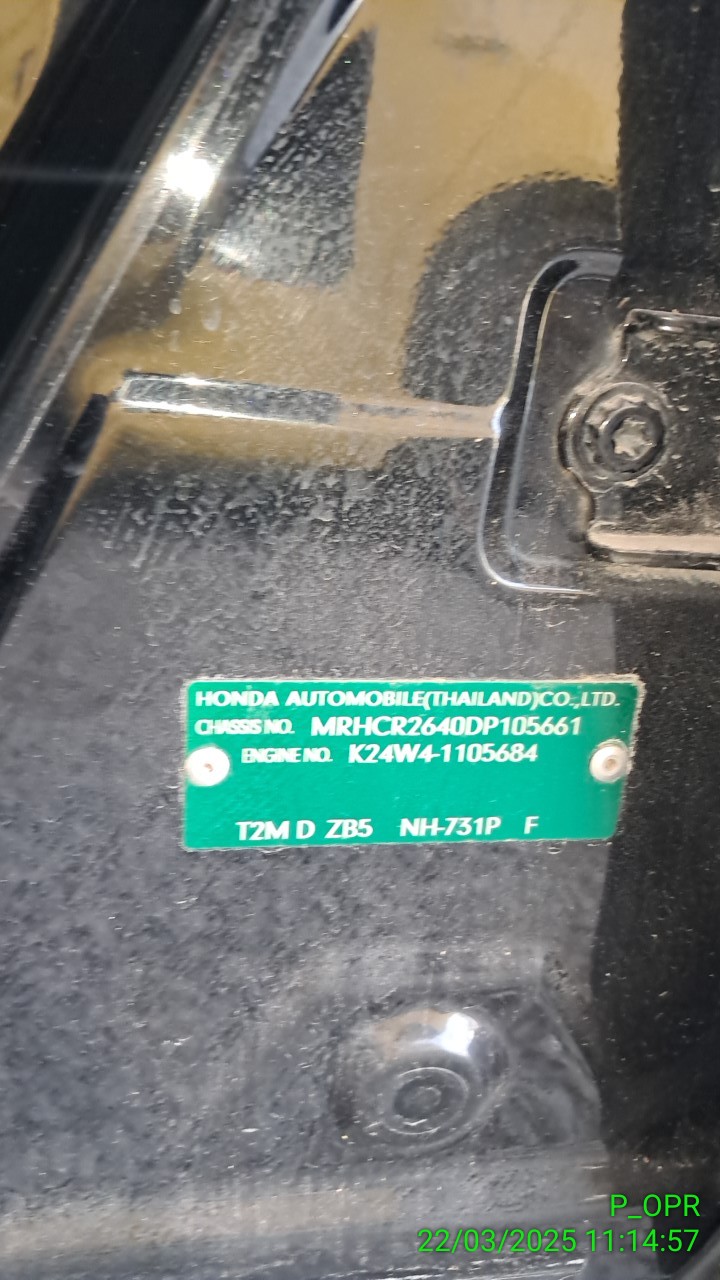 HONDA AUTOMOBILE(THAILAND)CO.,LTD.
CHASSIS NO. MRHCR2640DP105661
ENGINE NO. K24W4-1105684
T2M D ZB5 NH-731P F
P_OPR
22/03/2025 11:14:57